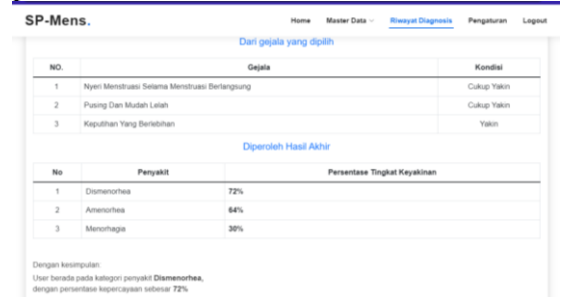 SP-Mens.
Home Master Data Riwayat Diagnosis Pengaturan Logout
Dari gejala yang dipilih
NO. Gejala Kondisi
1 Nyeri Menstruasi Selama Menstruasi Berlangsung Cukup Yakin
2 Pusing Dan Mudah Lelah Cukup Yakin
3 Keputihan Yang Berlebihan Yakin
Diperoleh Hasil Akhir
No Penyakit Persentase Tingkat Keyakinan
1 Dismenorhea 72%
2 Amenorhea 64%
3 Menorhagia 30%
Dengan kesimpulan:
User berada pada kategori penyakit Dismenorhea,
dengan persentase kepercayaan sebesar 72%